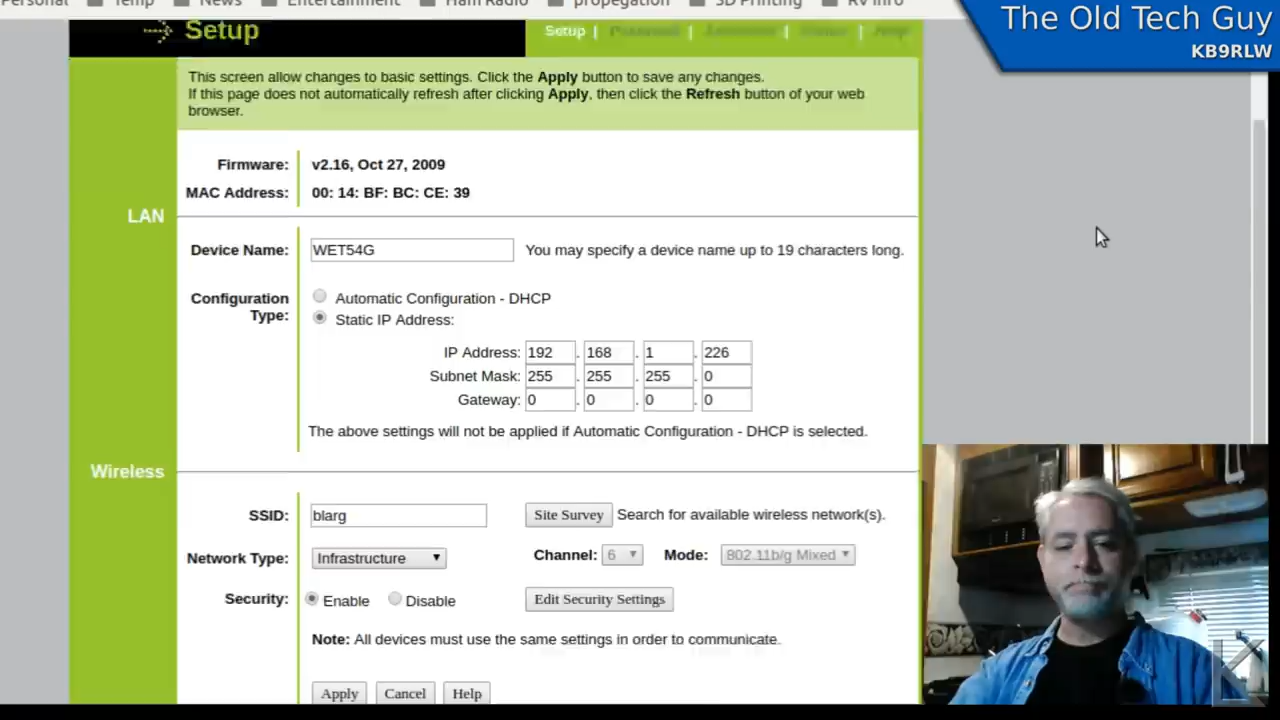 Personal Temp News Entertainment Ham Radio propegation 3D Printing RV Info
The Old Tech Guy
KB9RLW
Setup
Setup |
This screen allow changes to basic settings. Click the Apply button to save any changes.
If this page does not automatically refresh after clicking Apply, then click the Refresh button of your web
browser.
Firmware: v2.16, Oct 27, 2009
MAC Address: 00: 14: BF: BC: CE: 39
LAN
Device Name: WET54G You may specify a device name up to 19 characters long.
Configuration
Type:
Automatic Configuration - DHCP
Static IP Address:
IP Address: 192 . 168 . 1 . 226
Subnet Mask: 255 . 255 . 255 . 0
Gateway: 0 . 0 . 0 . 0
The above settings will not be applied if Automatic Configuration - DHCP is selected.
Wireless
SSID: blarg Site Survey Search for available wireless network(s).
Network Type: Infrastructure Channel: 6 Mode: 802.11b/g Mixed
Security: Enable Disable Edit Security Settings
Note: All devices must use the same settings in order to communicate.
Apply Cancel Help
K